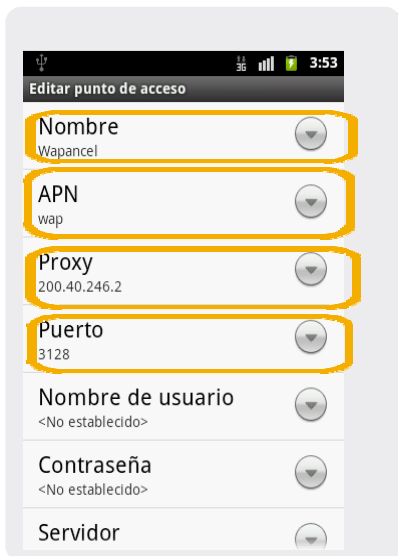 3G 3:53
Editar punto de acceso
Nombre
Wapancel
APN
wap
Proxy
200.40.246.2
Puerto
3128
Nombre de usuario
<No establecido>
Contraseña
<No establecido>
Servidor